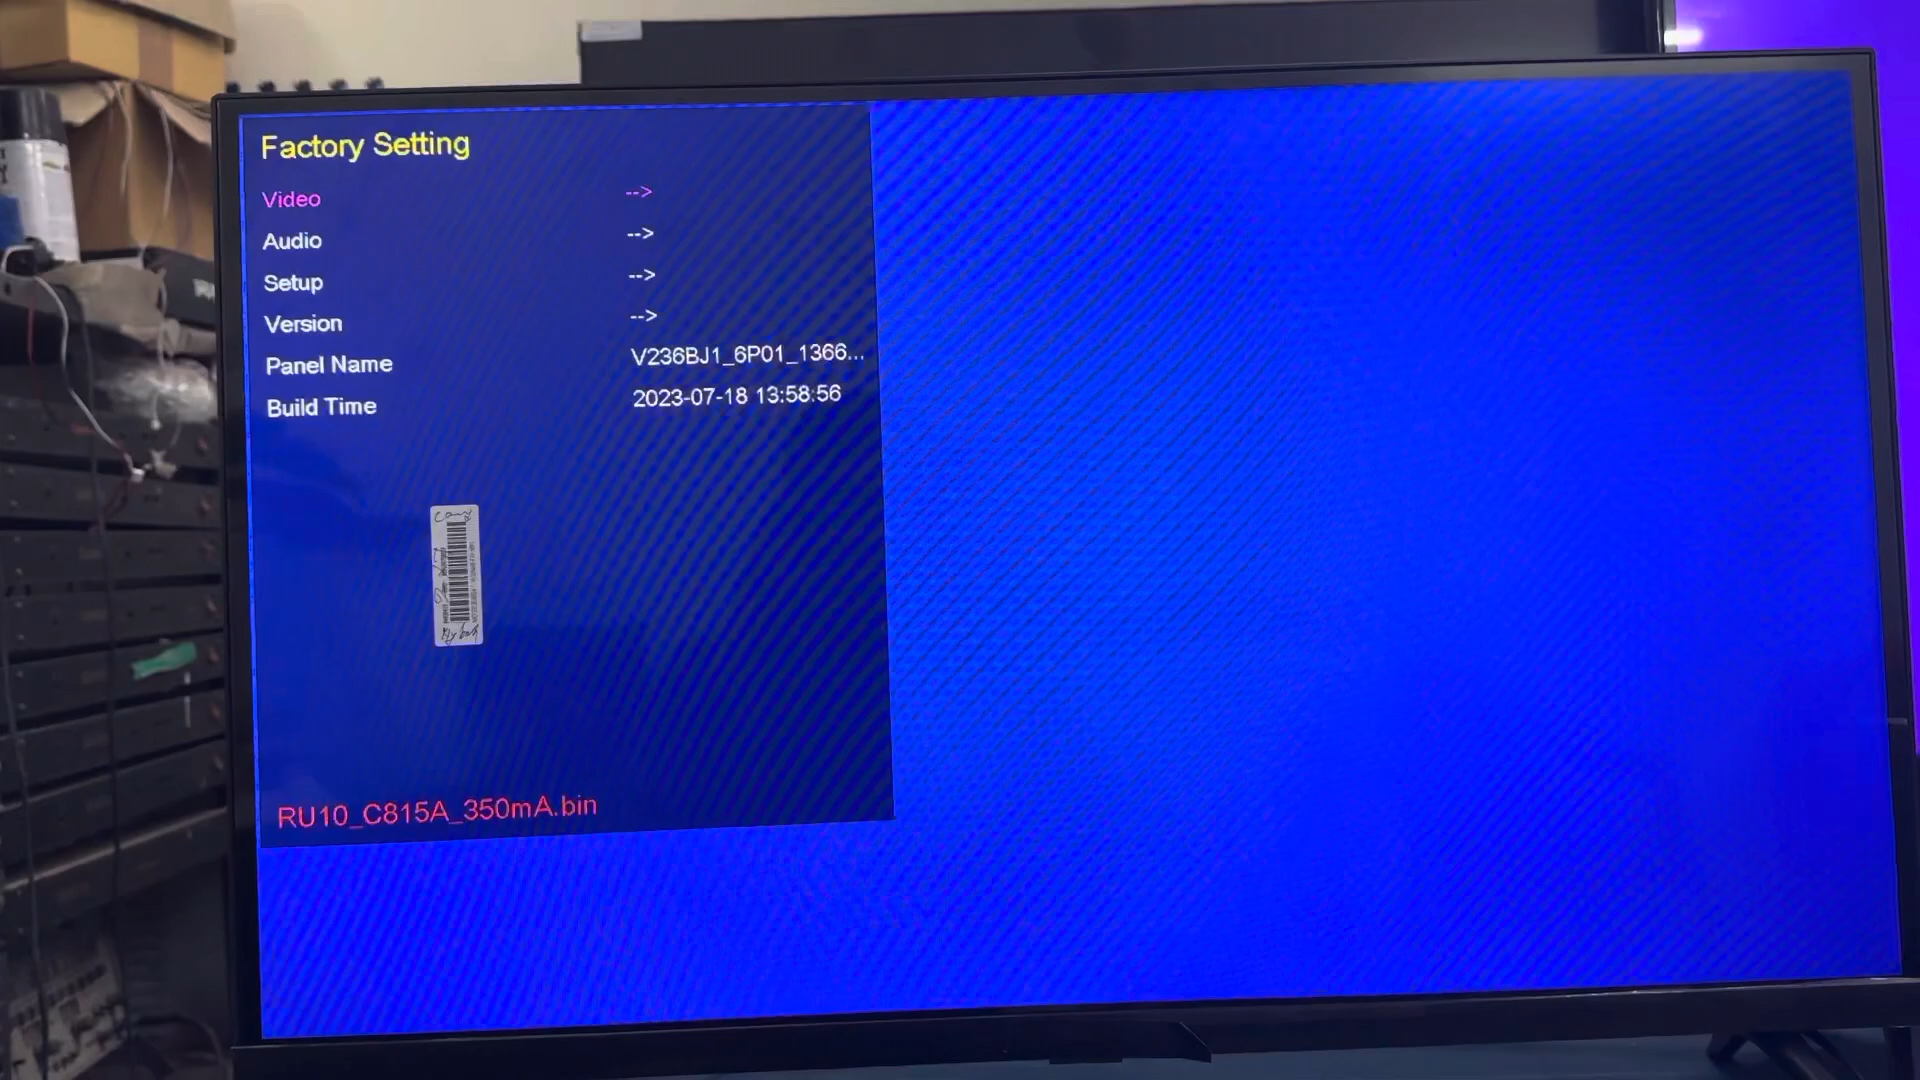 Factory Setting
Video -->
Audio -->
Setup -->
Version -->
Panel Name V236BJ1_6P01_1366...
Build Time 2023-07-18 13:58:56
RU10_C815A_350mA.bin